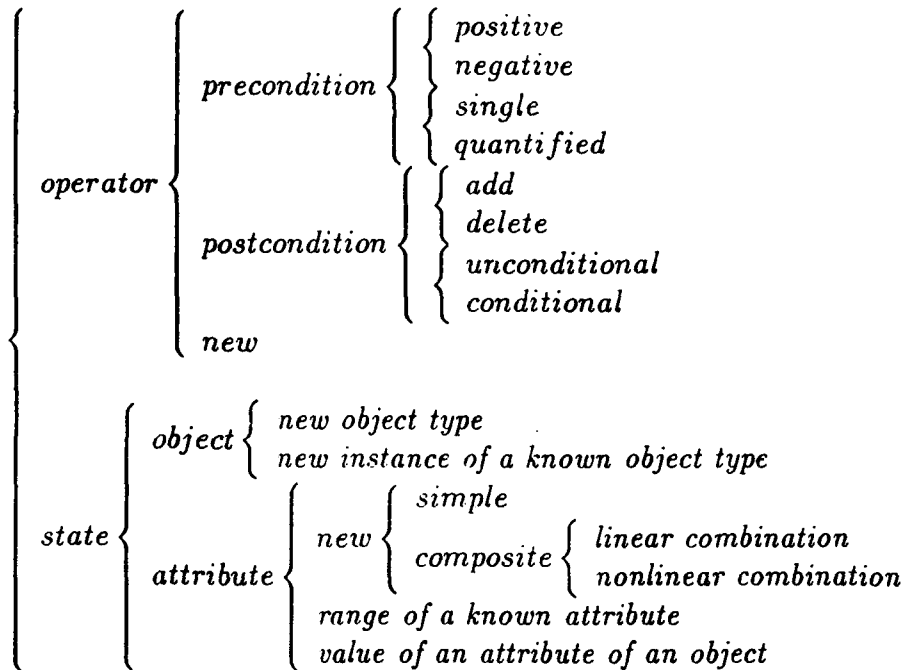 positive
negative
precondition
single
quantified
operator
add
delete
postcondition
unconditional
conditional
new
new object type
object
new instance of a known object type
simple
new
linear combination
state
composite
nonlinear combination
attribute
range of a known attribute
value of an attribute of an object